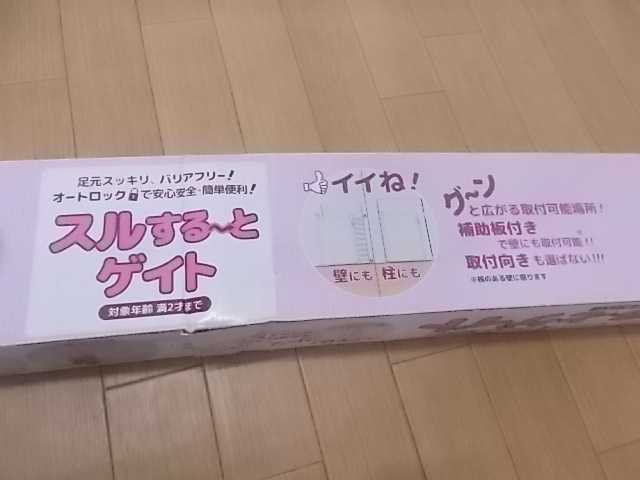 足元スッキリ、バリアフリー!
オートロックで安心安全・簡単便利!
スルする〜と
ゲイト
対象年齢 満2才まで
イイね!
壁にも 柱にも
グ〜ン
と広がる取付可能場所!
補助板付き
で壁にも取付可能!!
取付向きも選ばない!!!
※桟のある壁に限ります